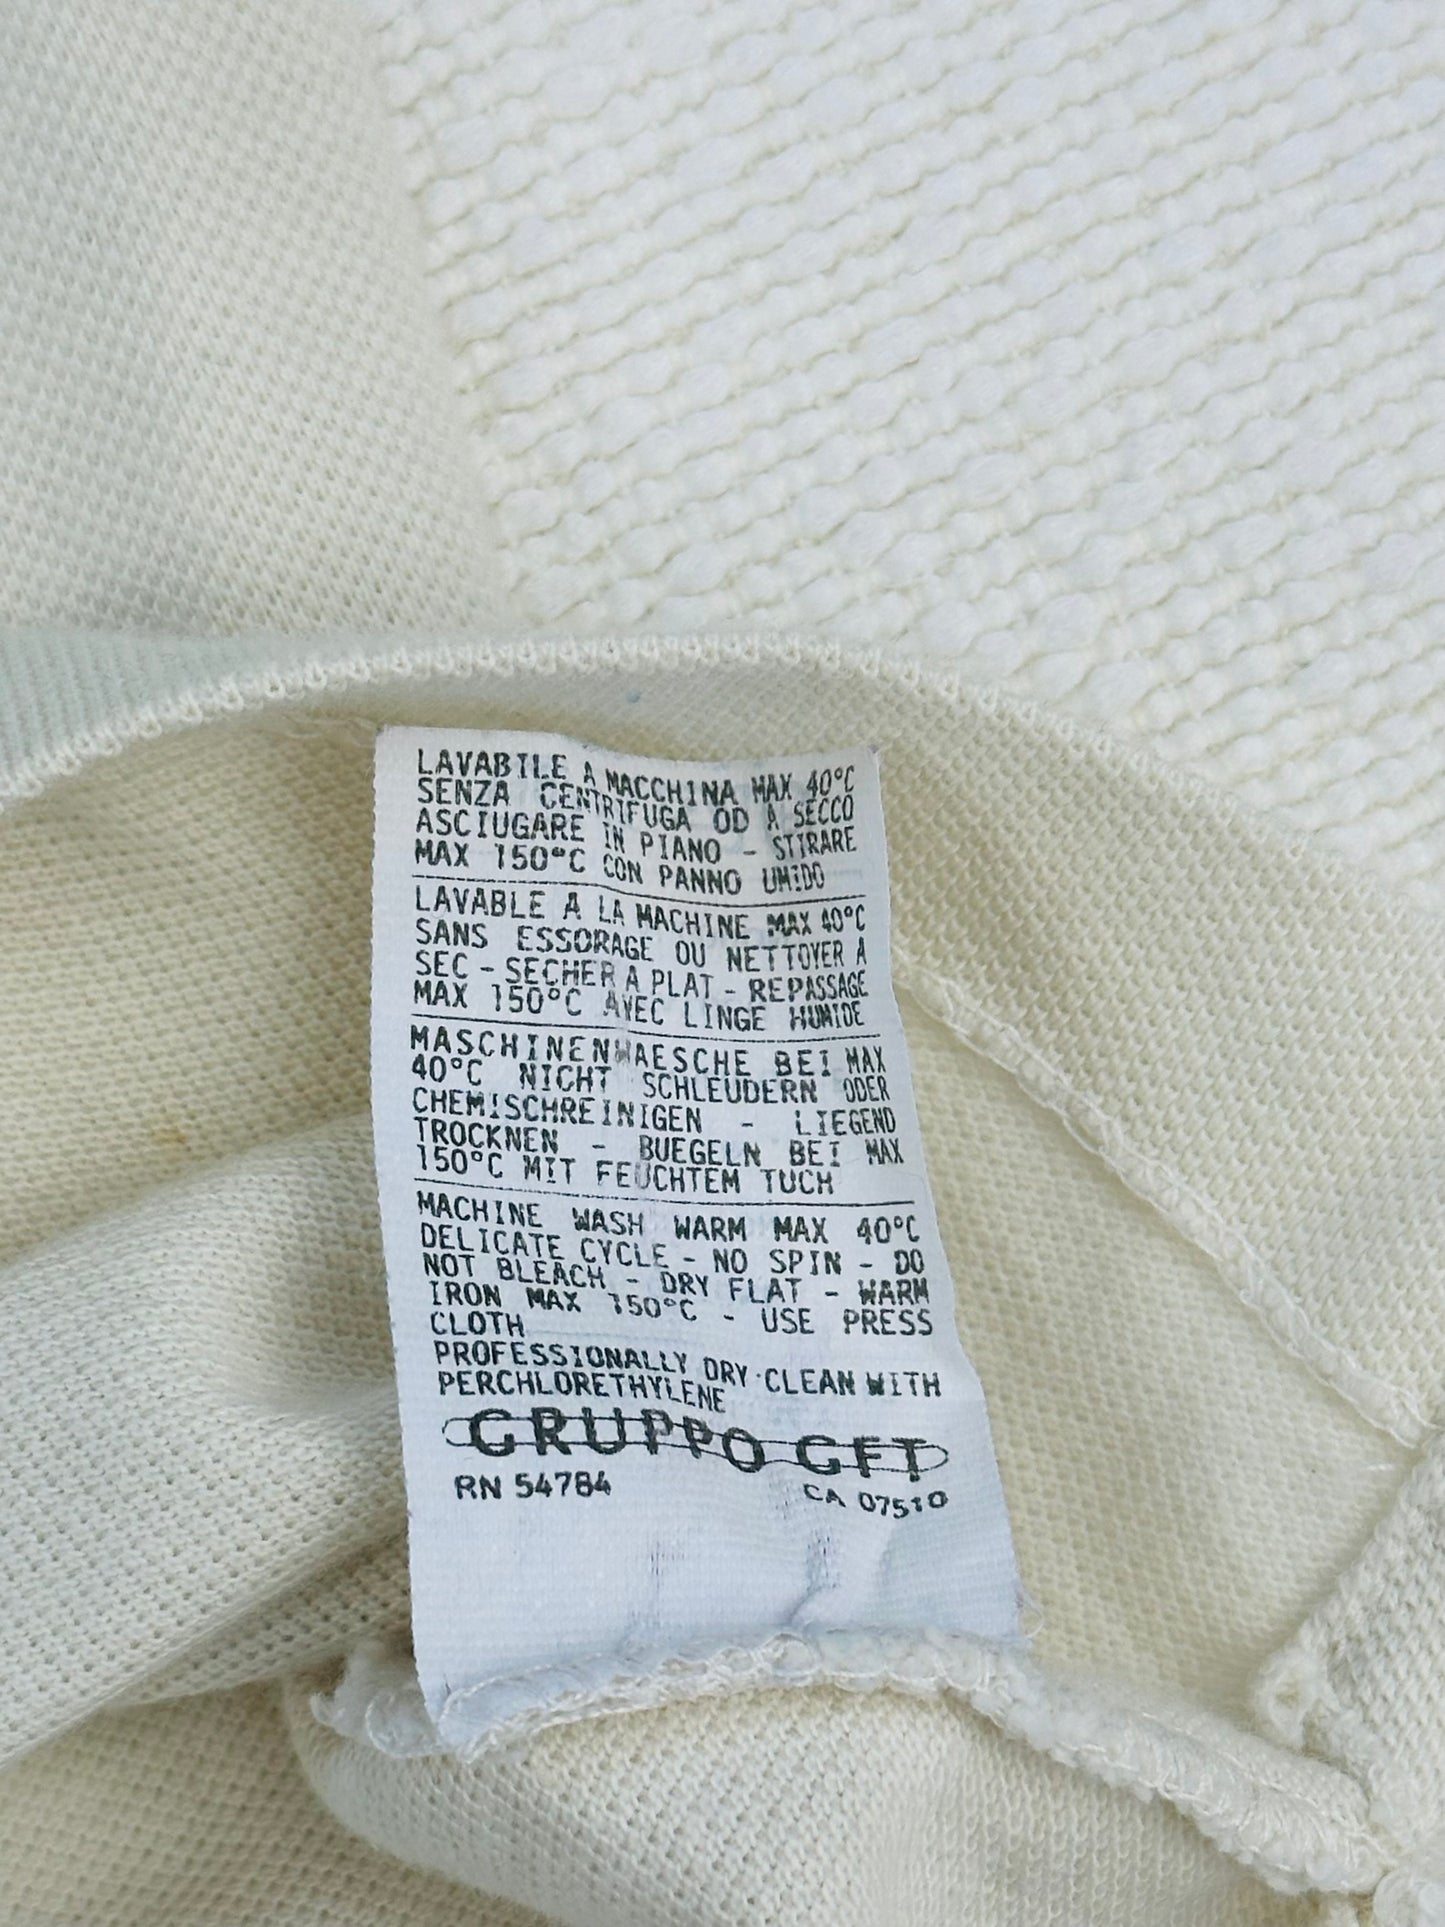 LAVABILE A MACCHINA MAX 40°C
SENZA CENTRIFUGA OD A SECCO
ASCIUGARE IN PIANO - STIRARE
MAX 150°C CON PANNO UMIDO
LAVABLE A LA MACHINE MAX 40°C
SANS ESSORAGE OU NETTOYER A
SEC - SECHER A PLAT - REPASSAGE
MAX 150°C AVEC LINGE HUMIDE
MASCHINENWAESCHE BEI MAX
40°C NICHT SCHLEUDERN ODER
CHEMISCHREINIGEN - LIEGEND
TROCKNEN - BUEGELN BEI MAX
150°C MIT FEUCHTEM TUCH
MACHINE WASH WARM MAX 40°C
DELICATE CYCLE - NO SPIN - DO
NOT BLEACH - DRY FLAT - WARM
IRON MAX 150°C - USE PRESS
CLOTH
PROFESSIONALLY DRY-CLEAN WITH
PERCHLORETHYLENE
GRUPPO GFT
RN 54784 CA 07510